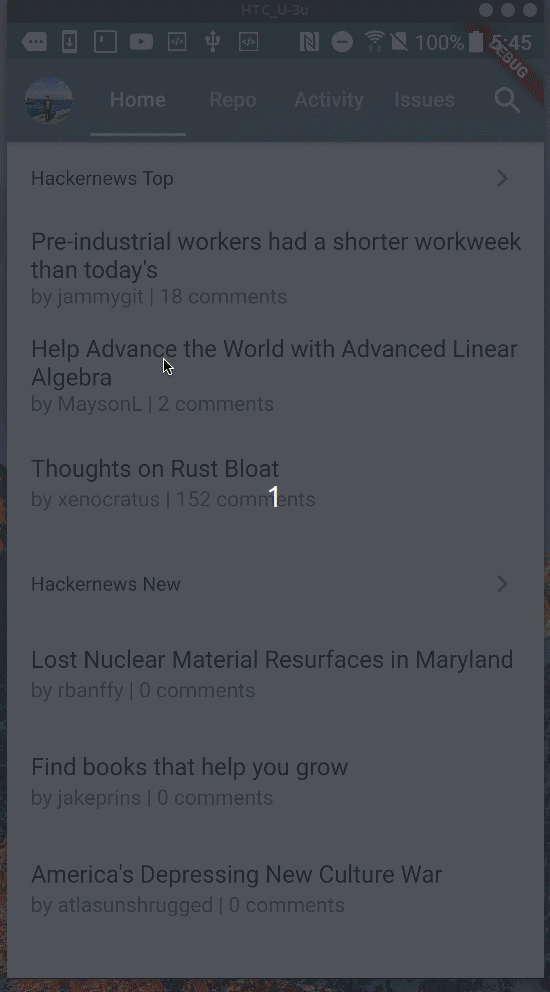 HTC_U-3u
100% 5:45
DEBUG
Home Repo Activity Issues
Hackernews Top
Pre-industrial workers had a shorter workweek
than today's
by jammygit | 18 comments
Help Advance the World with Advanced Linear
Algebra
by MaysonL | 2 comments
Thoughts on Rust Bloat
by xenocratus | 152 comments
1
Hackernews New
Lost Nuclear Material Resurfaces in Maryland
by rbanffy | 0 comments
Find books that help you grow
by jakeprins | 0 comments
America's Depressing New Culture War
by atlasunshrugged | 0 comments